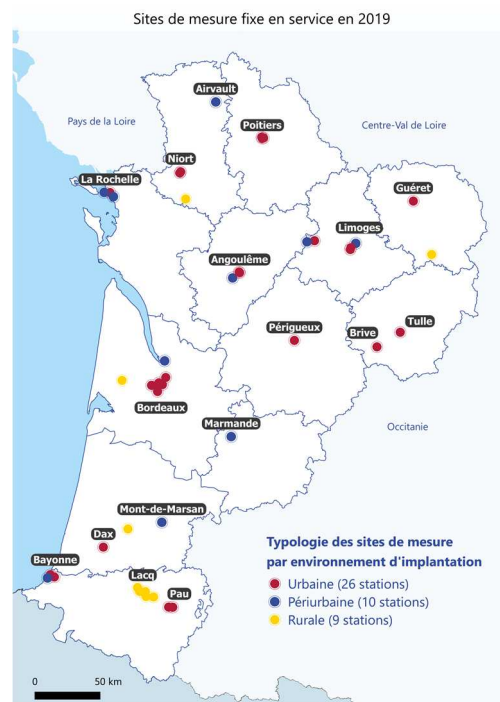 Sites de mesure fixe en service en 2019
Airvault
Pays de la Loire
Poitiers
Centre-Val de Loire
Niort
La Rochelle
Guéret
Limoges
Angoulême
Périgueux
Tulle
Brive
Bordeaux
Marmande
Occitanie
Mont-de-Marsan
Dax
Typologie des sites de mesure
par environnement d'implantation
Bayonne
Lacq
Urbaine (26 stations)
Pau
Périurbaine (10 stations)
Rurale (9 stations)
0 50 km